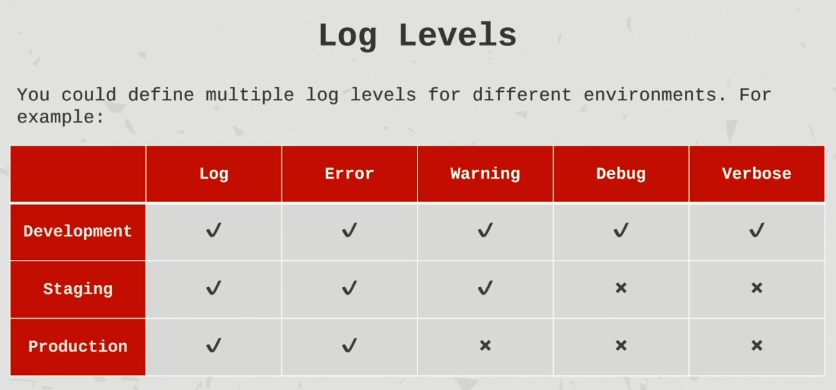 Log Levels
You could define multiple log levels for different environments. For
example:
Log Error Warning Debug Verbose
Development ✓ ✓ ✓ ✓ ✓
Staging ✓ ✓ ✓ ✗ ✗
Production ✓ ✓ ✗ ✗ ✗